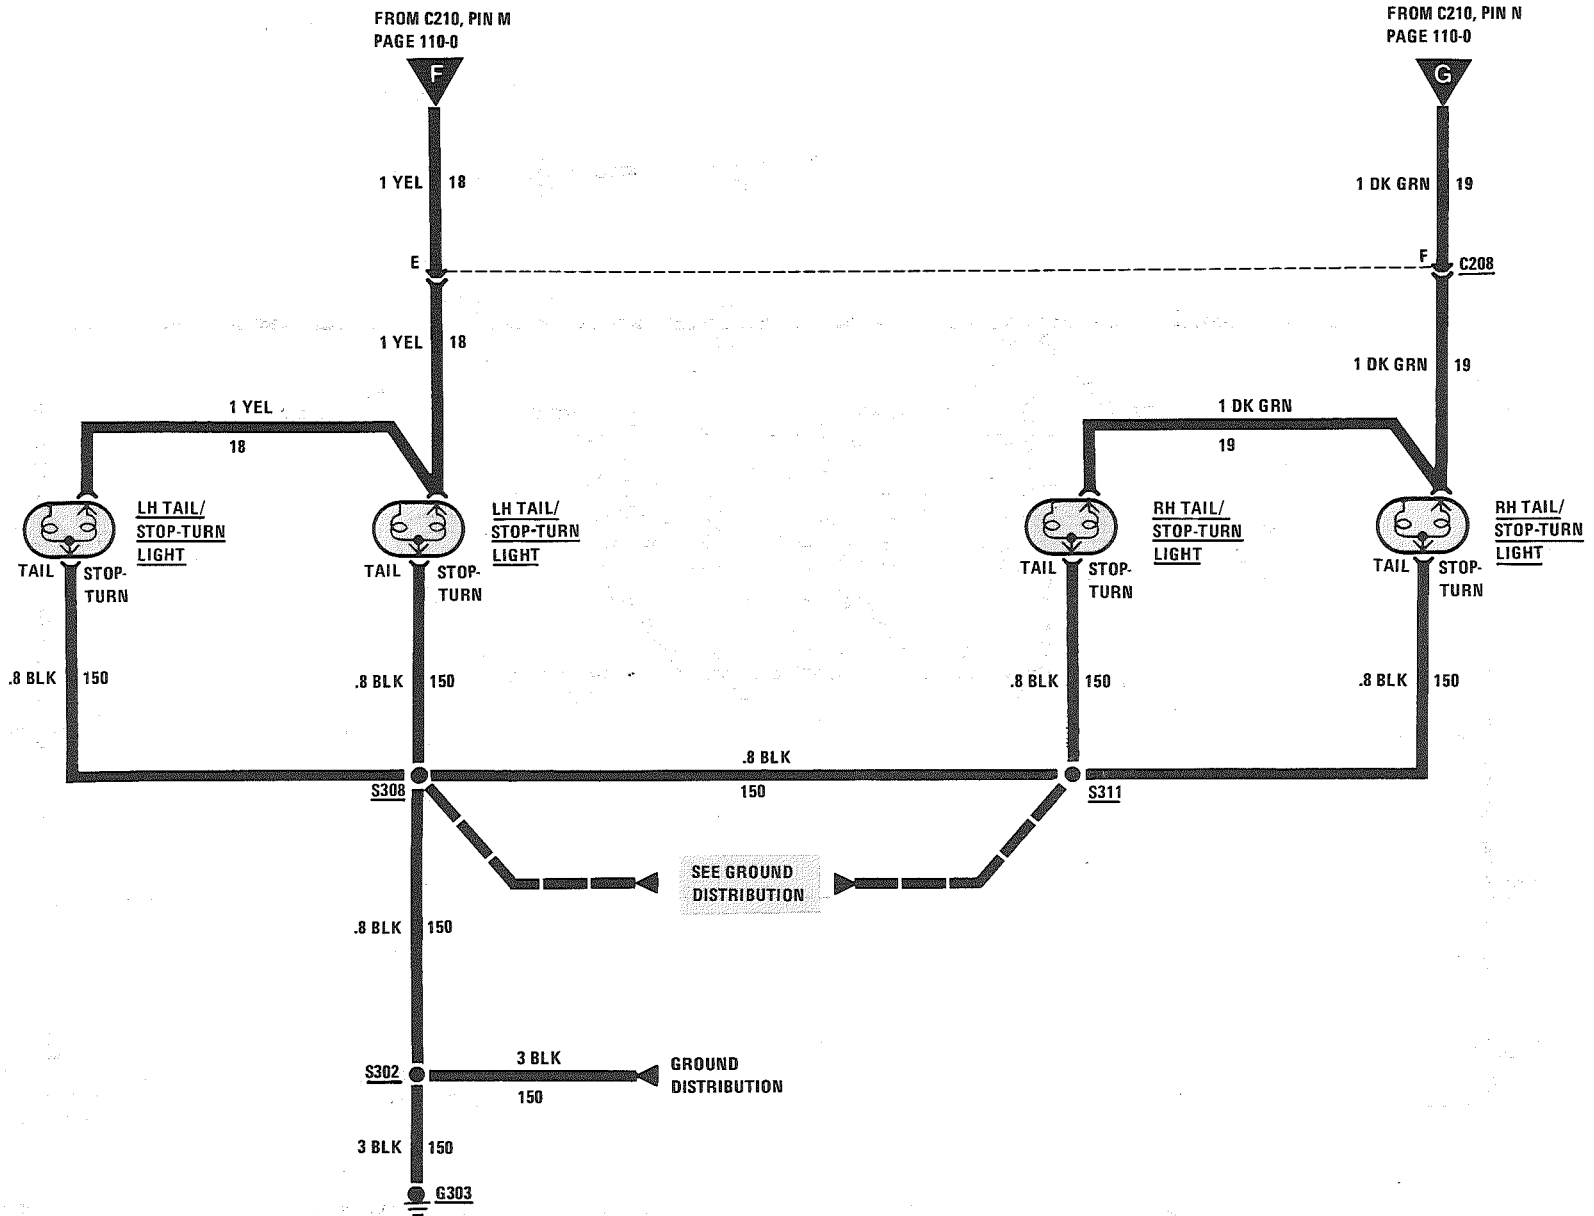 FROM C210, PIN M
PAGE 110-0
F
FROM C210, PIN N
PAGE 110-0
G
1 YEL 18
1 DK GRN 19
E
F C208
1 YEL 18
1 DK GRN 19
1 YEL
18
1 DK GRN
19
LH TAIL/
STOP-TURN
LIGHT
TAIL STOP-
TURN
LH TAIL/
STOP-TURN
LIGHT
TAIL STOP-
TURN
RH TAIL/
STOP-TURN
LIGHT
TAIL STOP-
TURN
RH TAIL/
STOP-TURN
LIGHT
TAIL STOP-
TURN
.8 BLK 150
.8 BLK 150
.8 BLK 150
.8 BLK 150
S308
.8 BLK
150
S311
SEE GROUND
DISTRIBUTION
.8 BLK 150
S302
3 BLK
150
GROUND
DISTRIBUTION
3 BLK 150
G303